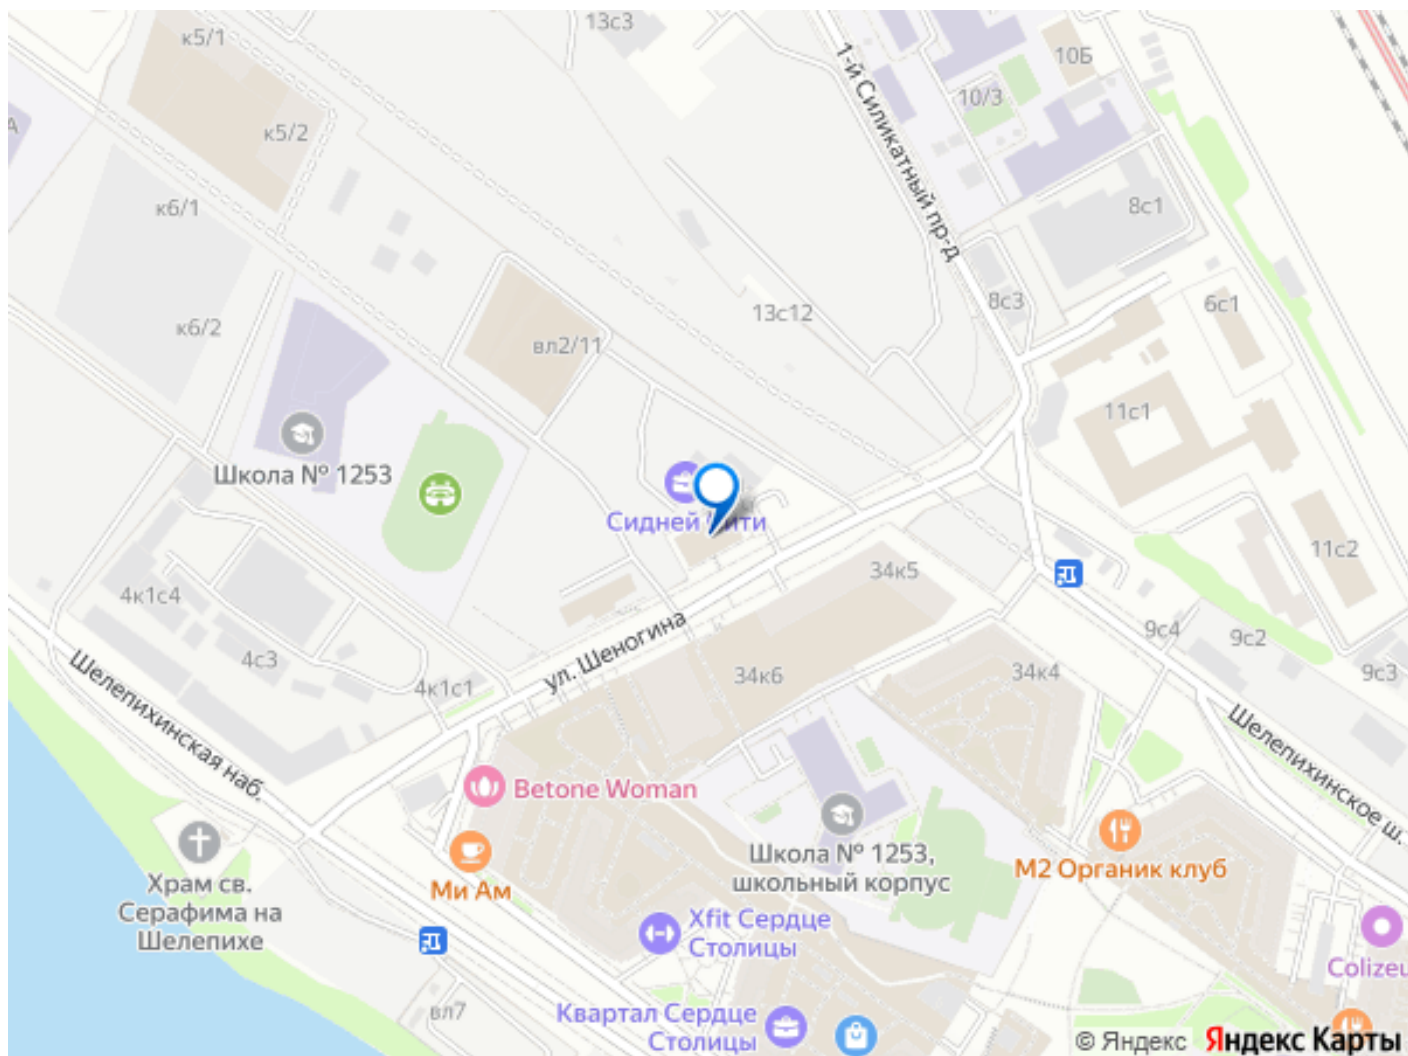 13с3
к5/1
10Б
1-й Силикатный пр-д
10/3
к5/2
к6/1
8с1
8с3
6с1
13с12
к6/2
вл2/11
11с1
Школа № 1253
Сидней
11с2
34к5
4к1с4
9с4
9с2
9с3
4с3
ул. Шеногина
34к6
34к4
4к1с1
Шелепихинская наб.
Шелепихинское ш.
Betone Woman
Школа № 1253,
школьный корпус
М2 Органик клуб
Ми Ам
Храм св.
Серафима на
Шелепихе
Xfit Сердце
Столицы
вл7
Квартал Сердце
Столицы
© Яндекс Яндекс Карты